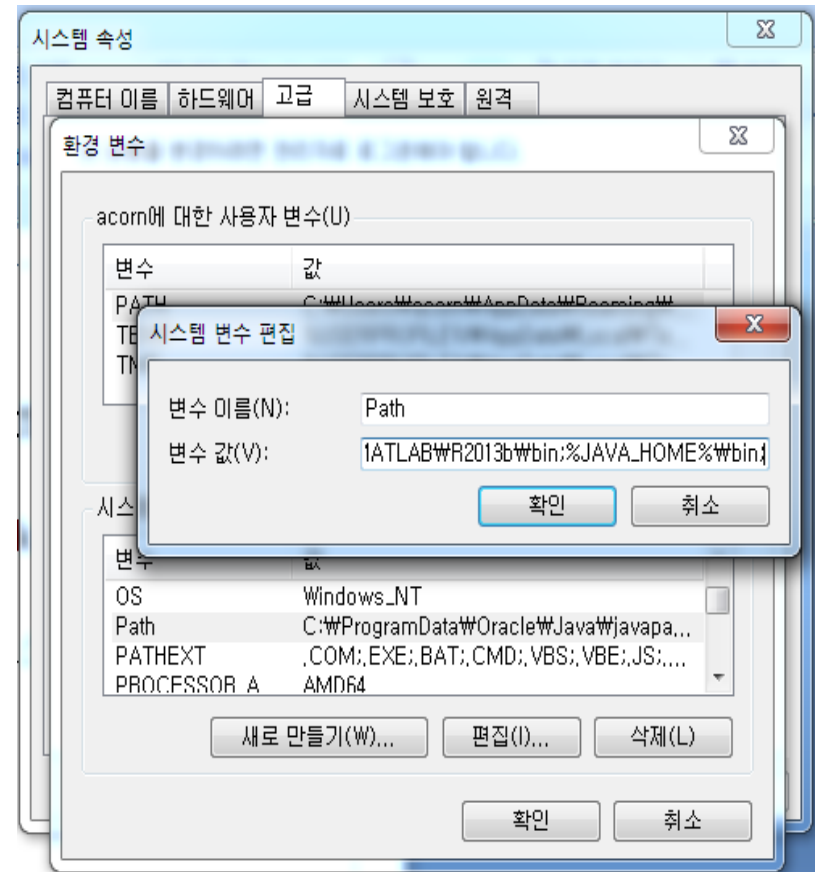 시스템 속성
컴퓨터 이름 하드웨어 고급 시스템 보호 원격
환경 변수
acorn에 대한 사용자 변수(U)
변수 값
PATH
시스템 변수 편집
변수 이름(N): Path
변수 값(V): 1ATLAB₩R2013b₩bin;%JAVA_HOME%₩bin;
확인 취소
변수 값
OS Windows_NT
Path C:₩ProgramData₩Oracle₩Java₩javapa...
PATHEXT .COM;.EXE;.BAT;.CMD;.VBS;.VBE;.JS;....
PROCESSOR_A AMD64
새로 만들기(W)... 편집(I)... 삭제(L)
확인 취소